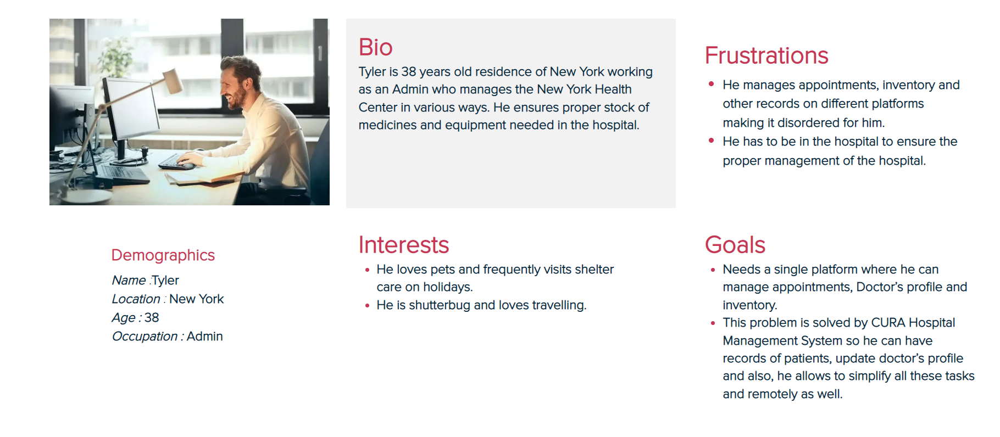 Bio
Tyler is 38 years old residence of New York working
as an Admin who manages the New York Health
Center in various ways. He ensures proper stock of
medicines and equipment needed in the hospital.
Frustrations
He manages appointments, inventory and
other records on different platforms
making it disordered for him.
He has to be in the hospital to ensure the
proper management of the hospital.
Demographics
Name :Tyler
Location : New York
Age : 38
Occupation : Admin
Interests
He loves pets and frequently visits shelter
care on holidays.
He is shutterbug and loves travelling.
Goals
Needs a single platform where he can
manage appointments, Doctor’s profile and
inventory.
This problem is solved by CURA Hospital
Management System so he can have
records of patients, update doctor’s profile
and also, he allows to simplify all these tasks
and remotely as well.